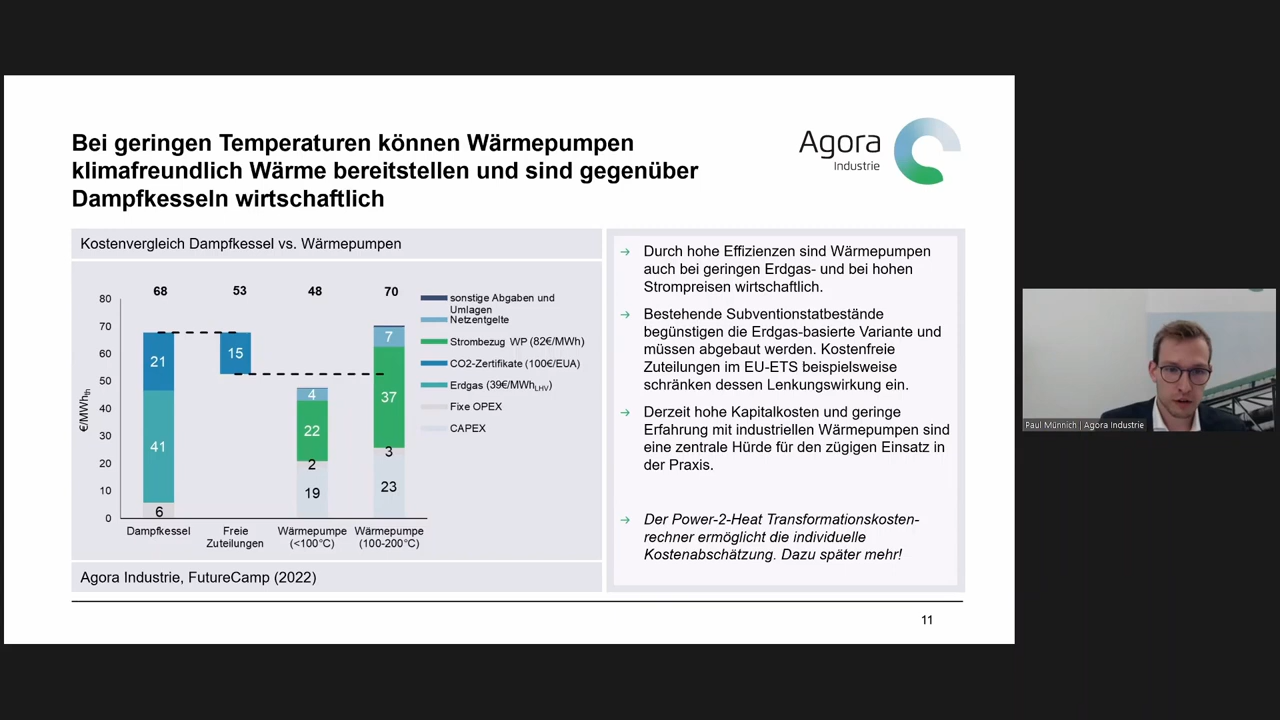 Bei geringen Temperaturen können Wärmepumpen
klimafreundlich Wärme bereitstellen und sind gegenüber
Dampfkesseln wirtschaftlich
Agora
Industrie
Kostenvergleich Dampfkessel vs. Wärmepumpen
68 53 48 70
80
70
60
50
40
30
20
10
0
€/MWhth
21
41
6
15
4
22
2
19
7
37
3
23
Dampfkessel
Freie
Zuteilungen
Wärmepumpe
(<100°C)
Wärmepumpe
(100-200°C)
sonstige Abgaben und
Umlagen
Netzentgelte
Strombezug WP (82€/MWh)
CO2-Zertifikate (100€/EUA)
Erdgas (39€/MWhLHV)
Fixe OPEX
CAPEX
Agora Industrie, FutureCamp (2022)
→ Durch hohe Effizienzen sind Wärmepumpen
auch bei geringen Erdgas- und bei hohen
Strompreisen wirtschaftlich.
→ Bestehende Subventionstatbestände
begünstigen die Erdgas-basierte Variante und
müssen abgebaut werden. Kostenfreie
Zuteilungen im EU-ETS beispielsweise
schränken dessen Lenkungswirkung ein.
→ Derzeit hohe Kapitalkosten und geringe
Erfahrung mit industriellen Wärmepumpen sind
eine zentrale Hürde für den zügigen Einsatz in
der Praxis.
→ Der Power-2-Heat Transformationskosten-
rechner ermöglicht die individuelle
Kostenabschätzung. Dazu später mehr!
11
Paul Münnich | Agora Industrie